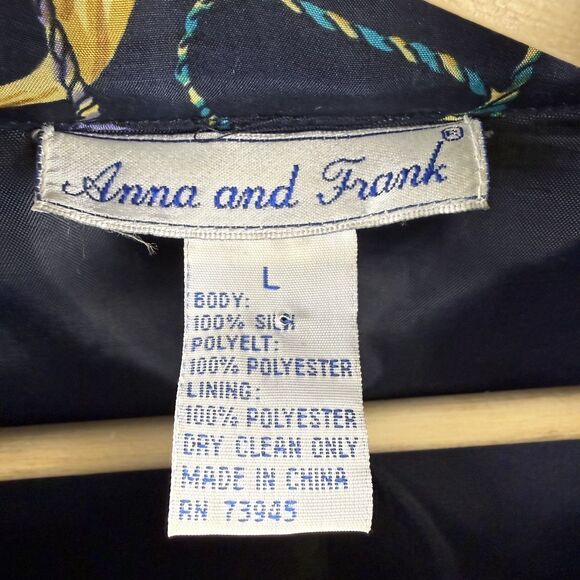 Anna and Frank®
L
BODY:
100% SILK
POLYELT:
100% POLYESTER
LINING:
100% POLYESTER
DRY CLEAN ONLY
MADE IN CHINA
RN 73945